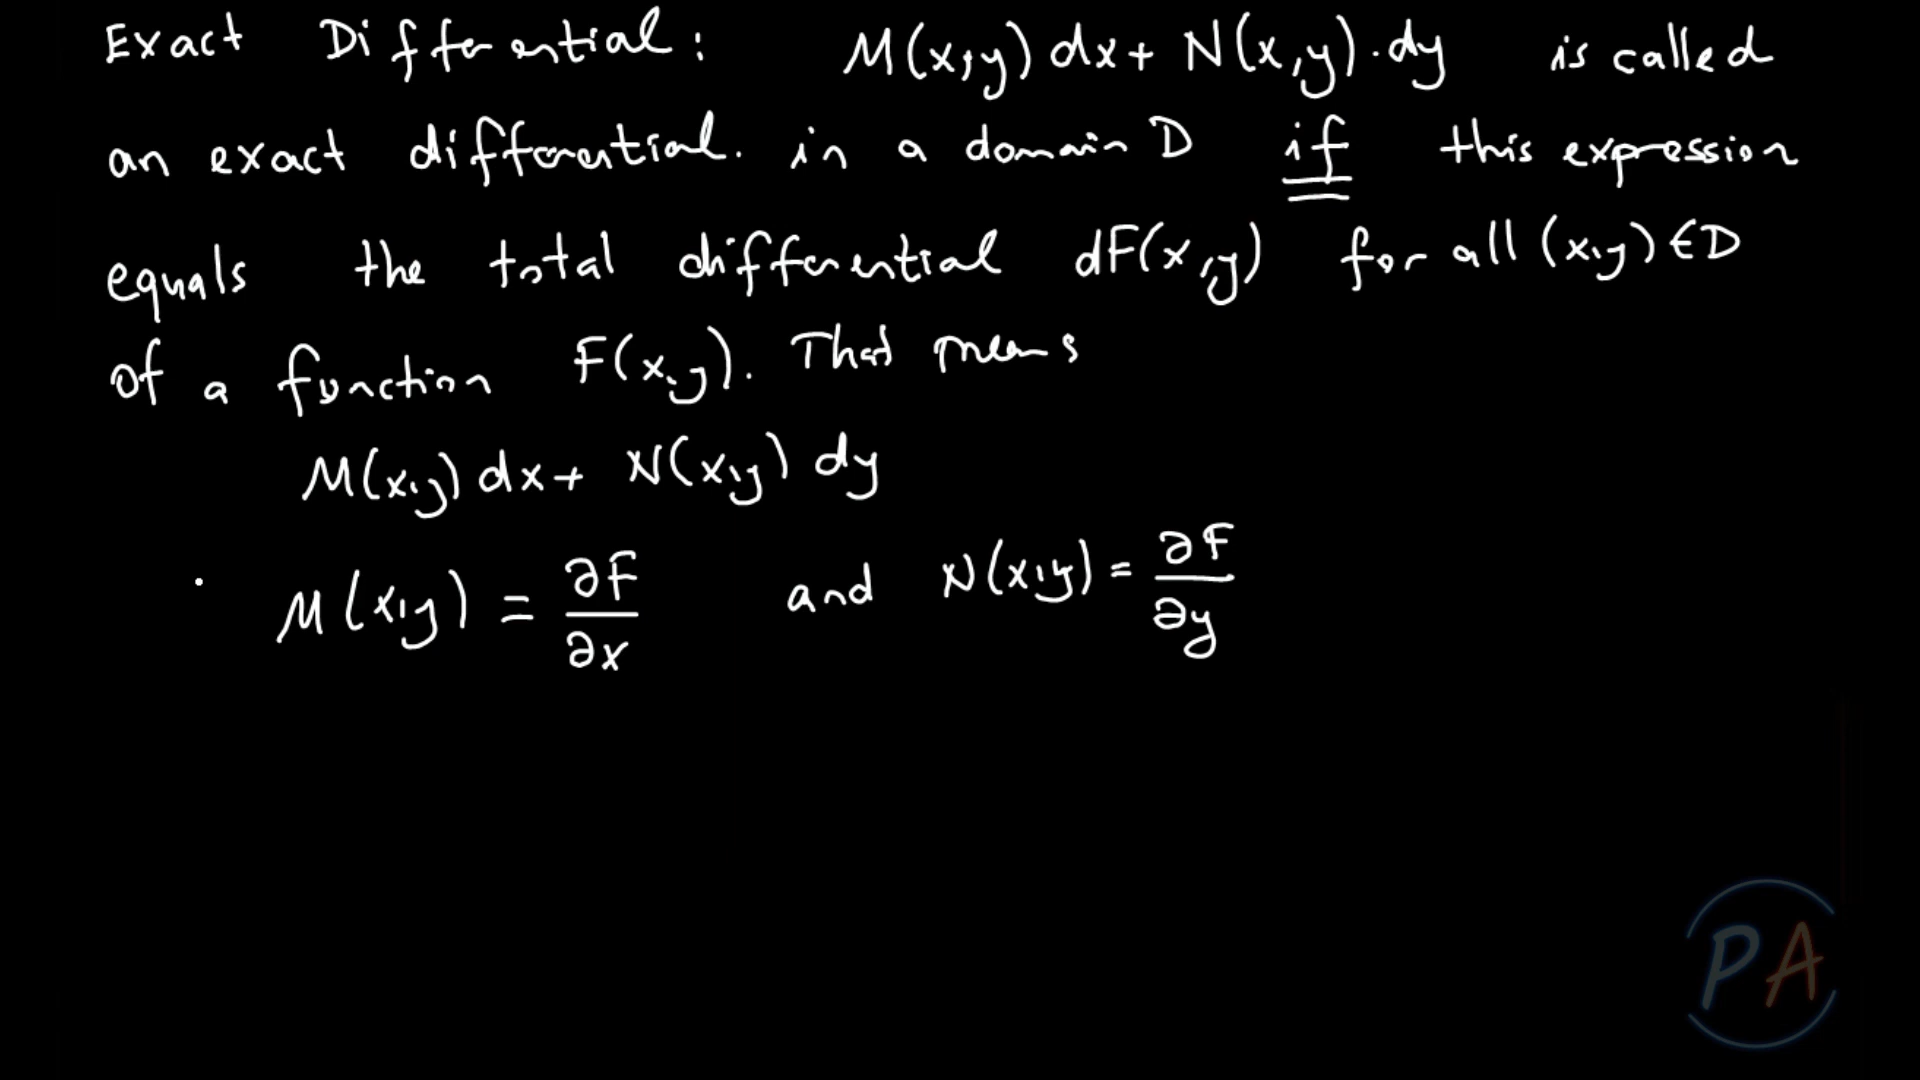 Exact Differential: M(x,y) dx + N(x,y).dy is called
an exact differential. in a domain D if this expression
equals the total differential dF(x,y) for all (x,y) ∈ D
of a function F(x,y). That means
M(x,y) dx + N(x,y) dy
M(x,y) = ∂F/∂x and N(x,y) = ∂F/∂y
PA